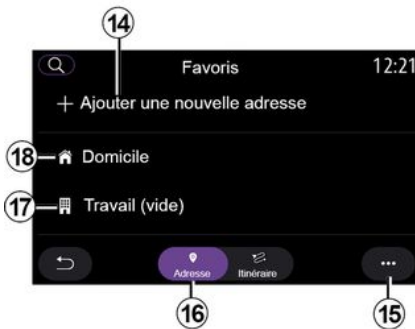 14
Favoris
12:21
+ Ajouter une nouvelle adresse
18
Domicile
17
Travail (vide)
Adresse
Itinéraire
...
16
15